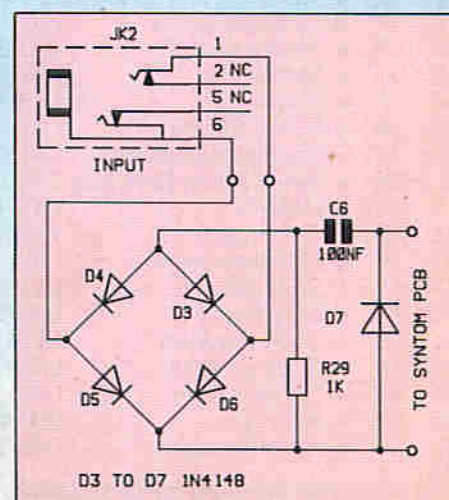 JK2
1
2 NC
5 NC
6
INPUT
C6
100NF
D4
D3
D7
TO SYNTOM PCB
R29
1K
D5
D6
D3 TO D7 1N4148